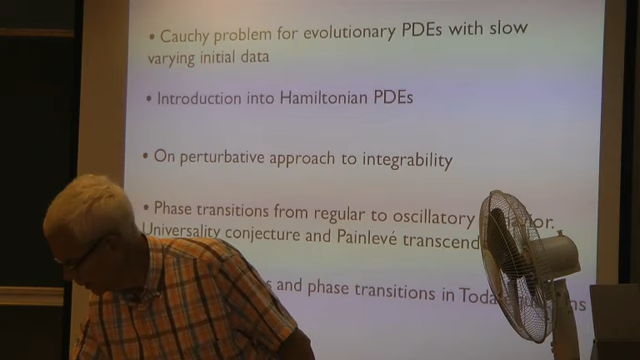 • Cauchy problem for evolutionary PDEs with slow
varying initial data
• Introduction into Hamiltonian PDEs
• On perturbative approach to integrability
• Phase transitions from regular to oscillatory
Universality conjecture and Painlevé
and phase transitions in Toda